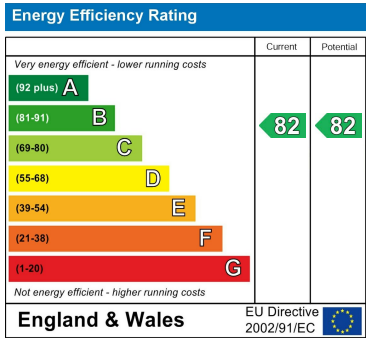 Energy Efficiency Rating
Current Potential
Very energy efficient - lower running costs
(92 plus) A
(81-91) B 82 82
(69-80) C
(55-68) D
(39-54) E
(21-38) F
(1-20) G
Not energy efficient - higher running costs
England & Wales
EU Directive
2002/91/EC